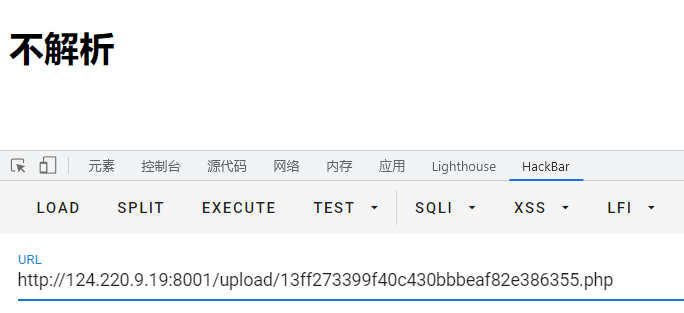 不解析
元素 控制台 源代码 网络 内存 应用 Lighthouse HackBar
LOAD SPLIT EXECUTE TEST SQLI XSS LFI
URL
http://124.220.9.19:8001/upload/13ff273399f40c430bbbeaf82e386355.php